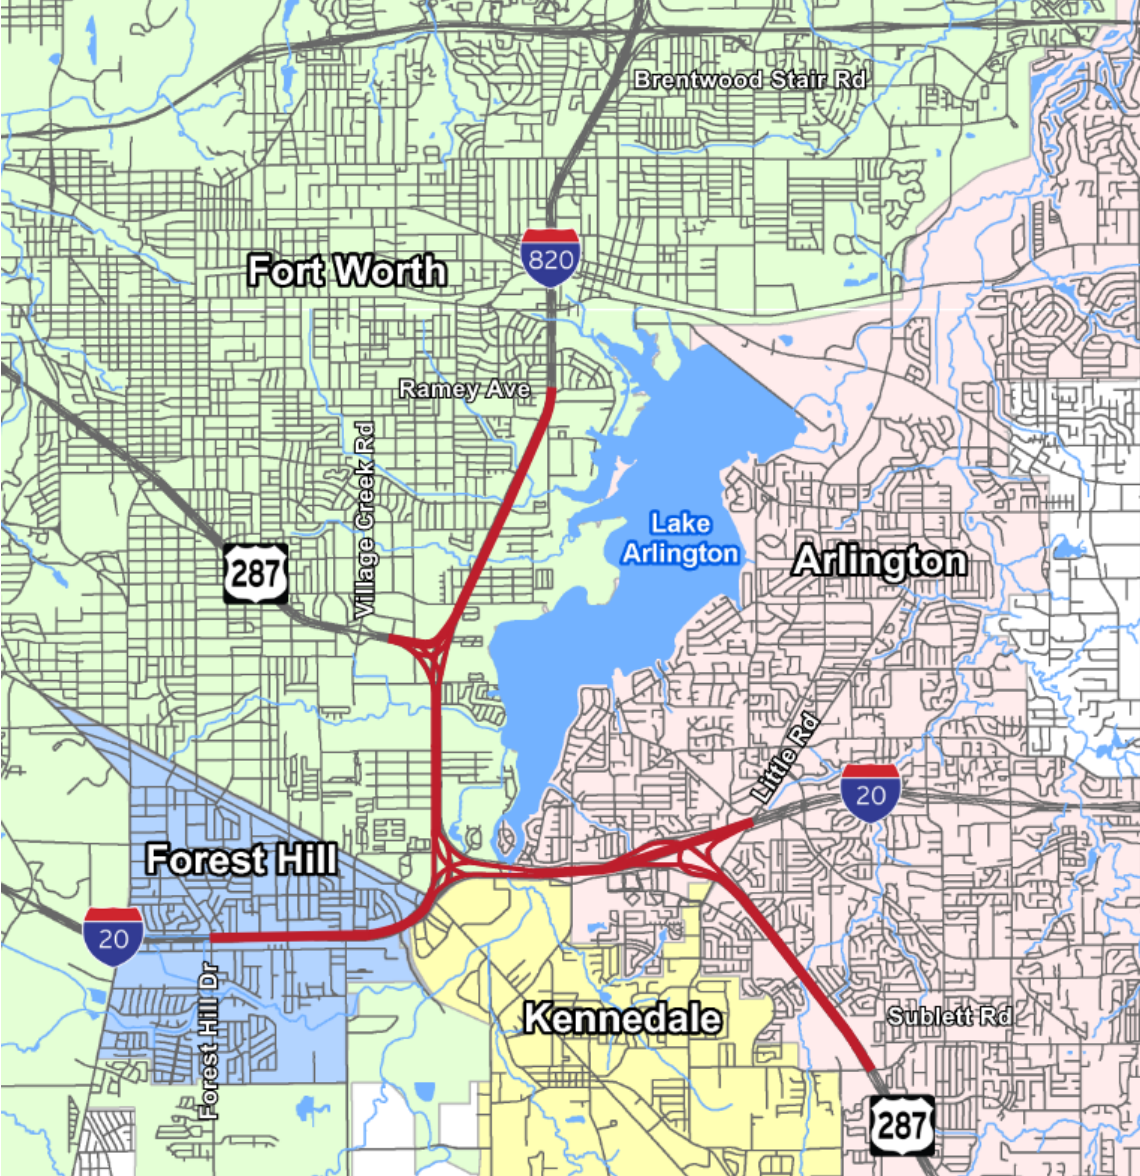 Brentwood Stair Rd
820
Fort Worth
Ramey Ave
Village Creek Rd
Lake
Arlington
Arlington
287
Little Rd
20
Forest Hill
20
Forest Hill Dr
Kennedale
Sublett Rd
287